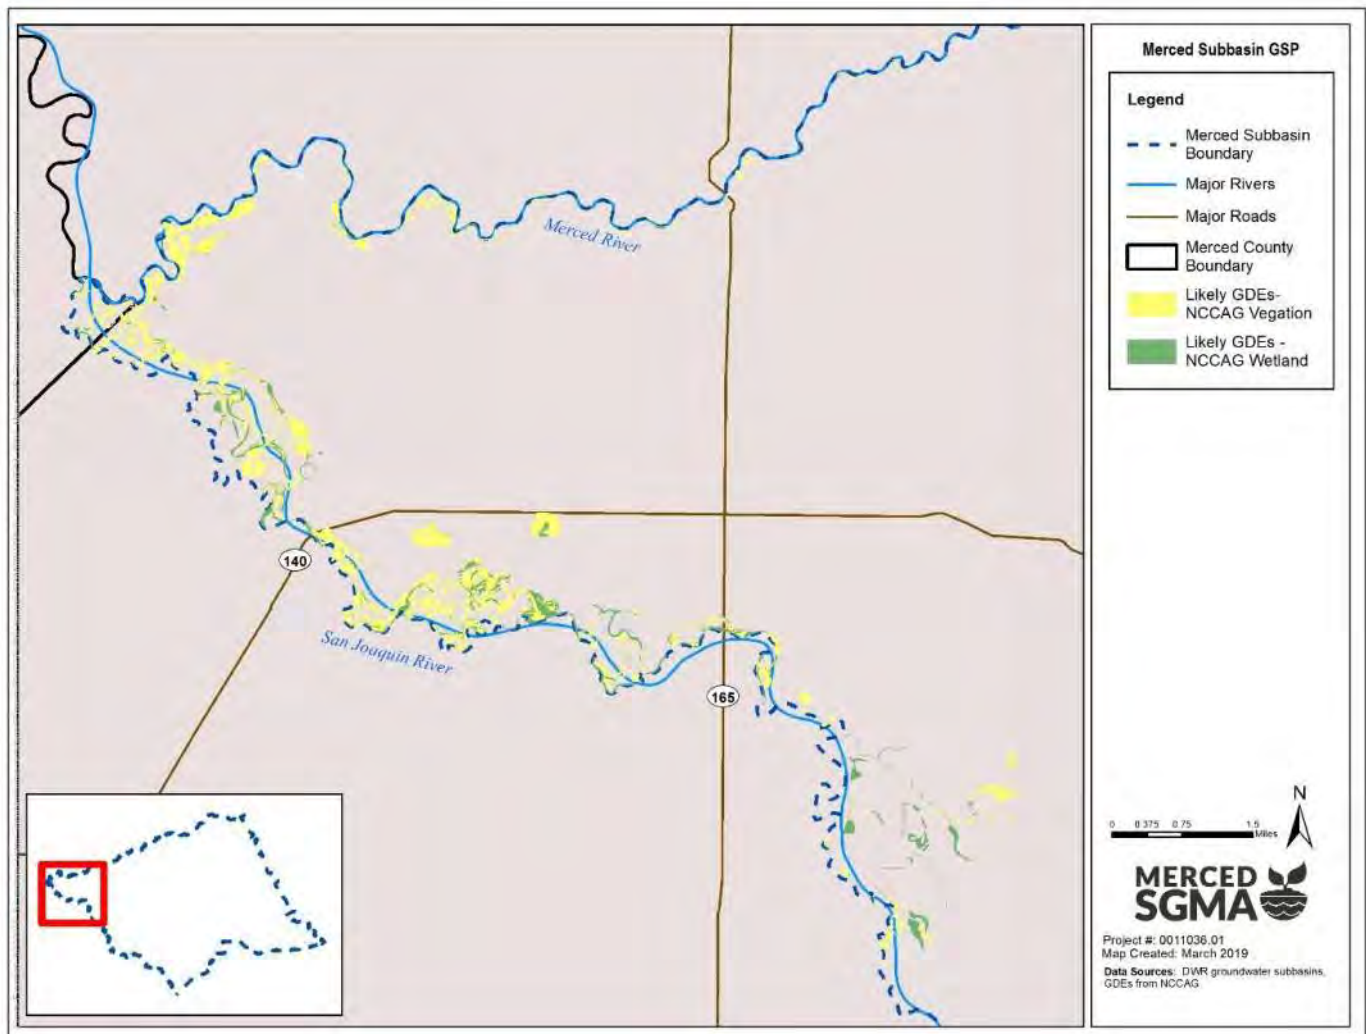 Merced Subbasin GSP
Legend
Merced Subbasin
Boundary
Major Rivers
Major Roads
Merced County
Boundary
Likely GDEs-
NCCAG Vegation
Likely GDEs -
NCCAG Wetland
Merced River
140
San Joaquin River
165
N
0 0.375 0.75 1.5
Miles
MERCED
SGMA
Project #: 0011036.01
Map Created: March 2019
Data Sources: DWR groundwater subbasins,
GDEs from NCCAG